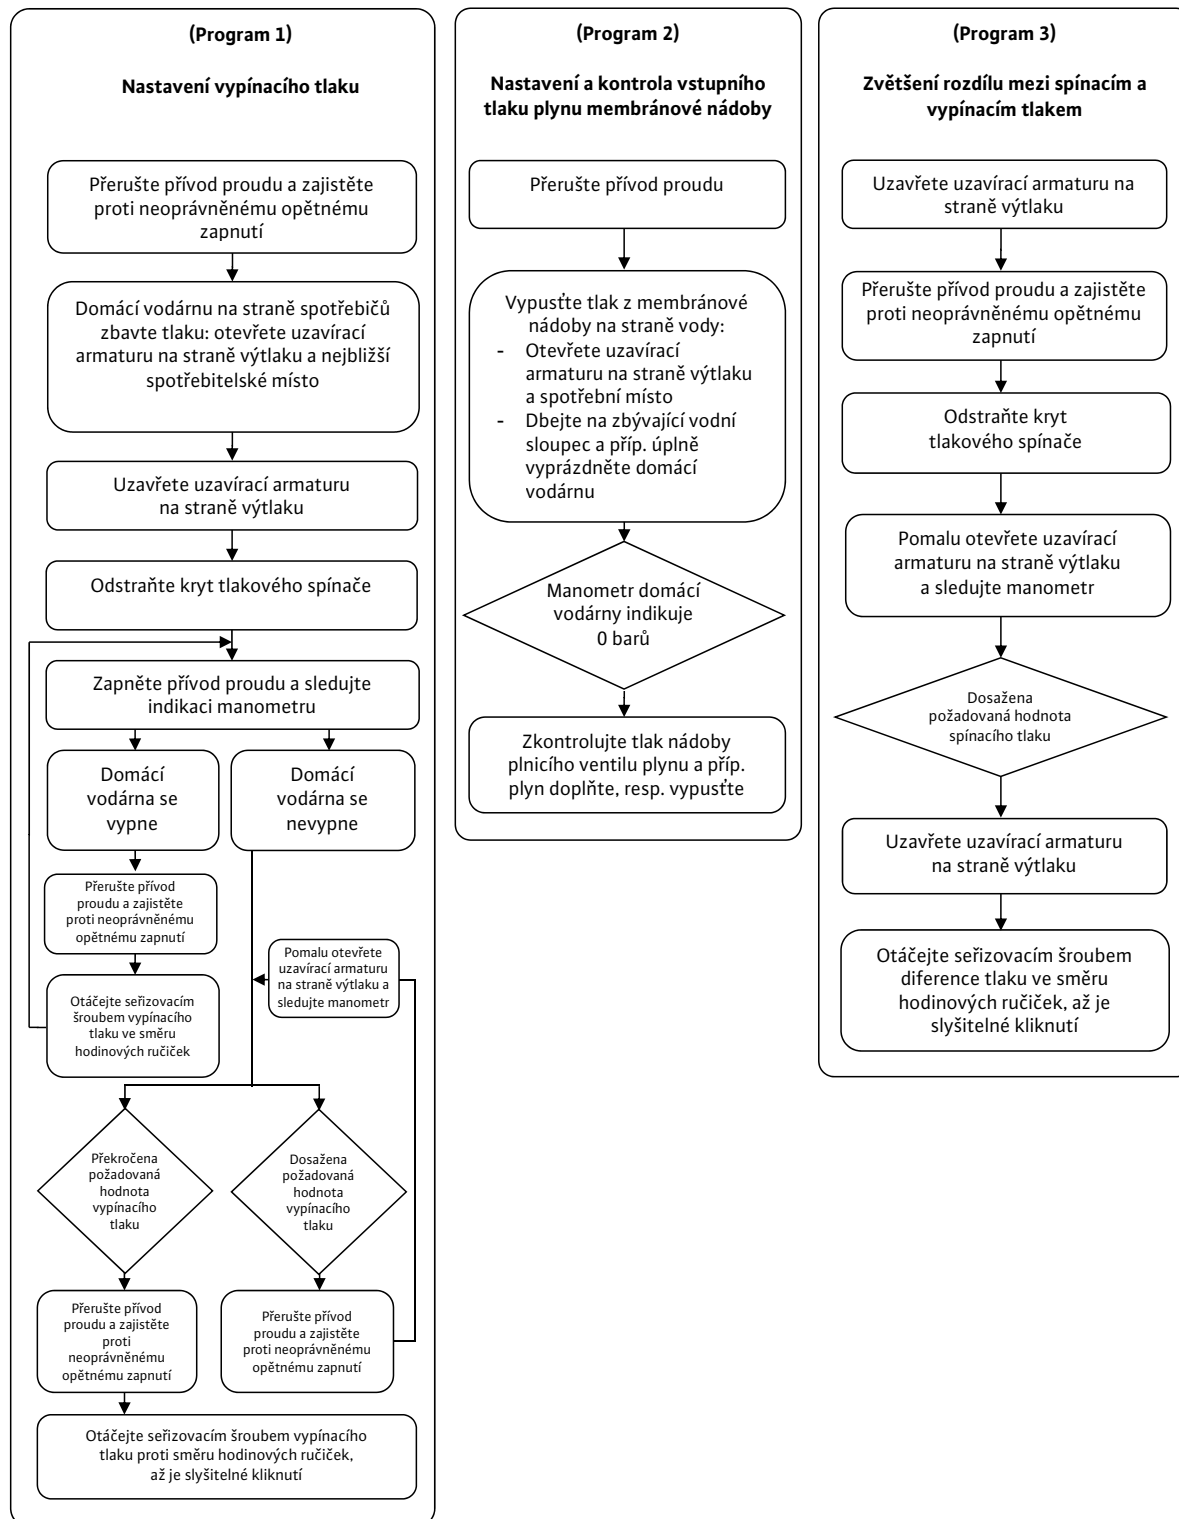 (Program 1)
Nastavení vypínacího tlaku
Přerušte přívod proudu a zajistěte
proti neoprávněnému opětnému
zapnutí
Domácí vodárnu na straně spotřebičů
zbavte tlaku: otevřete uzavírací
armaturu na straně výtlaku a nejbližší
spotřebitelské místo
Uzavřete uzavírací armaturu
na straně výtlaku
Odstraňte kryt tlakového spínače
Zapněte přívod proudu a sledujte
indikaci manometru
Domácí
vodárna se
vypne
Domácí
vodárna se
nevypne
Přerušte přívod
proudu a zajistěte
proti neoprávněnému
opětnému zapnutí
Pomalu otevřete
uzavírací armaturu
na straně výtlaku a
sledujte manometr
Otáčejte seřizovacím
šroubem vypínacího
tlaku ve směru
hodinových ručiček
Překročena
požadovaná
hodnota
vypínacího
tlaku
Dosažena
požadovaná
hodnota
vypínacího
tlaku
Přerušte přívod
proudu a zajistěte
proti
neoprávněnému
opětnému zapnutí
Přerušte přívod
proudu a zajistěte
proti neoprávněnému
opětnému zapnutí
Otáčejte seřizovacím šroubem vypínacího
tlaku proti směru hodinových ručiček,
až je slyšitelné kliknutí
(Program 2)
Nastavení a kontrola vstupního
tlaku plynu membránové nádoby
Přerušte přívod proudu
Vypusťte tlak z membránové
nádoby na straně vody:
- Otevřete uzavírací
armaturu na straně výtlaku
a spotřební místo
- Dbejte na zbývající vodní
sloupec a příp. úplně
vyprázdněte domácí
vodárnu
Manometr domácí
vodárny indikuje
0 barů
Zkontrolujte tlak nádoby
plnicího ventilu plynu a příp.
plyn doplňte, resp. vypusťte
(Program 3)
Zvětšení rozdílu mezi spínacím a
vypínacím tlakem
Uzavřete uzavírací armaturu na
straně výtlaku
Přerušte přívod proudu a zajistěte
proti neoprávněnému opětnému
zapnutí
Odstraňte kryt
tlakového spínače
Pomalu otevřete uzavírací
armaturu na straně výtlaku
a sledujte manometr
Dosažena
požadovaná hodnota
spínacího tlaku
Uzavřete uzavírací armaturu
na straně výtlaku
Otáčejte seřizovacím šroubem
diference tlaku ve směru
hodinových ručiček, až je
slyšitelné kliknutí